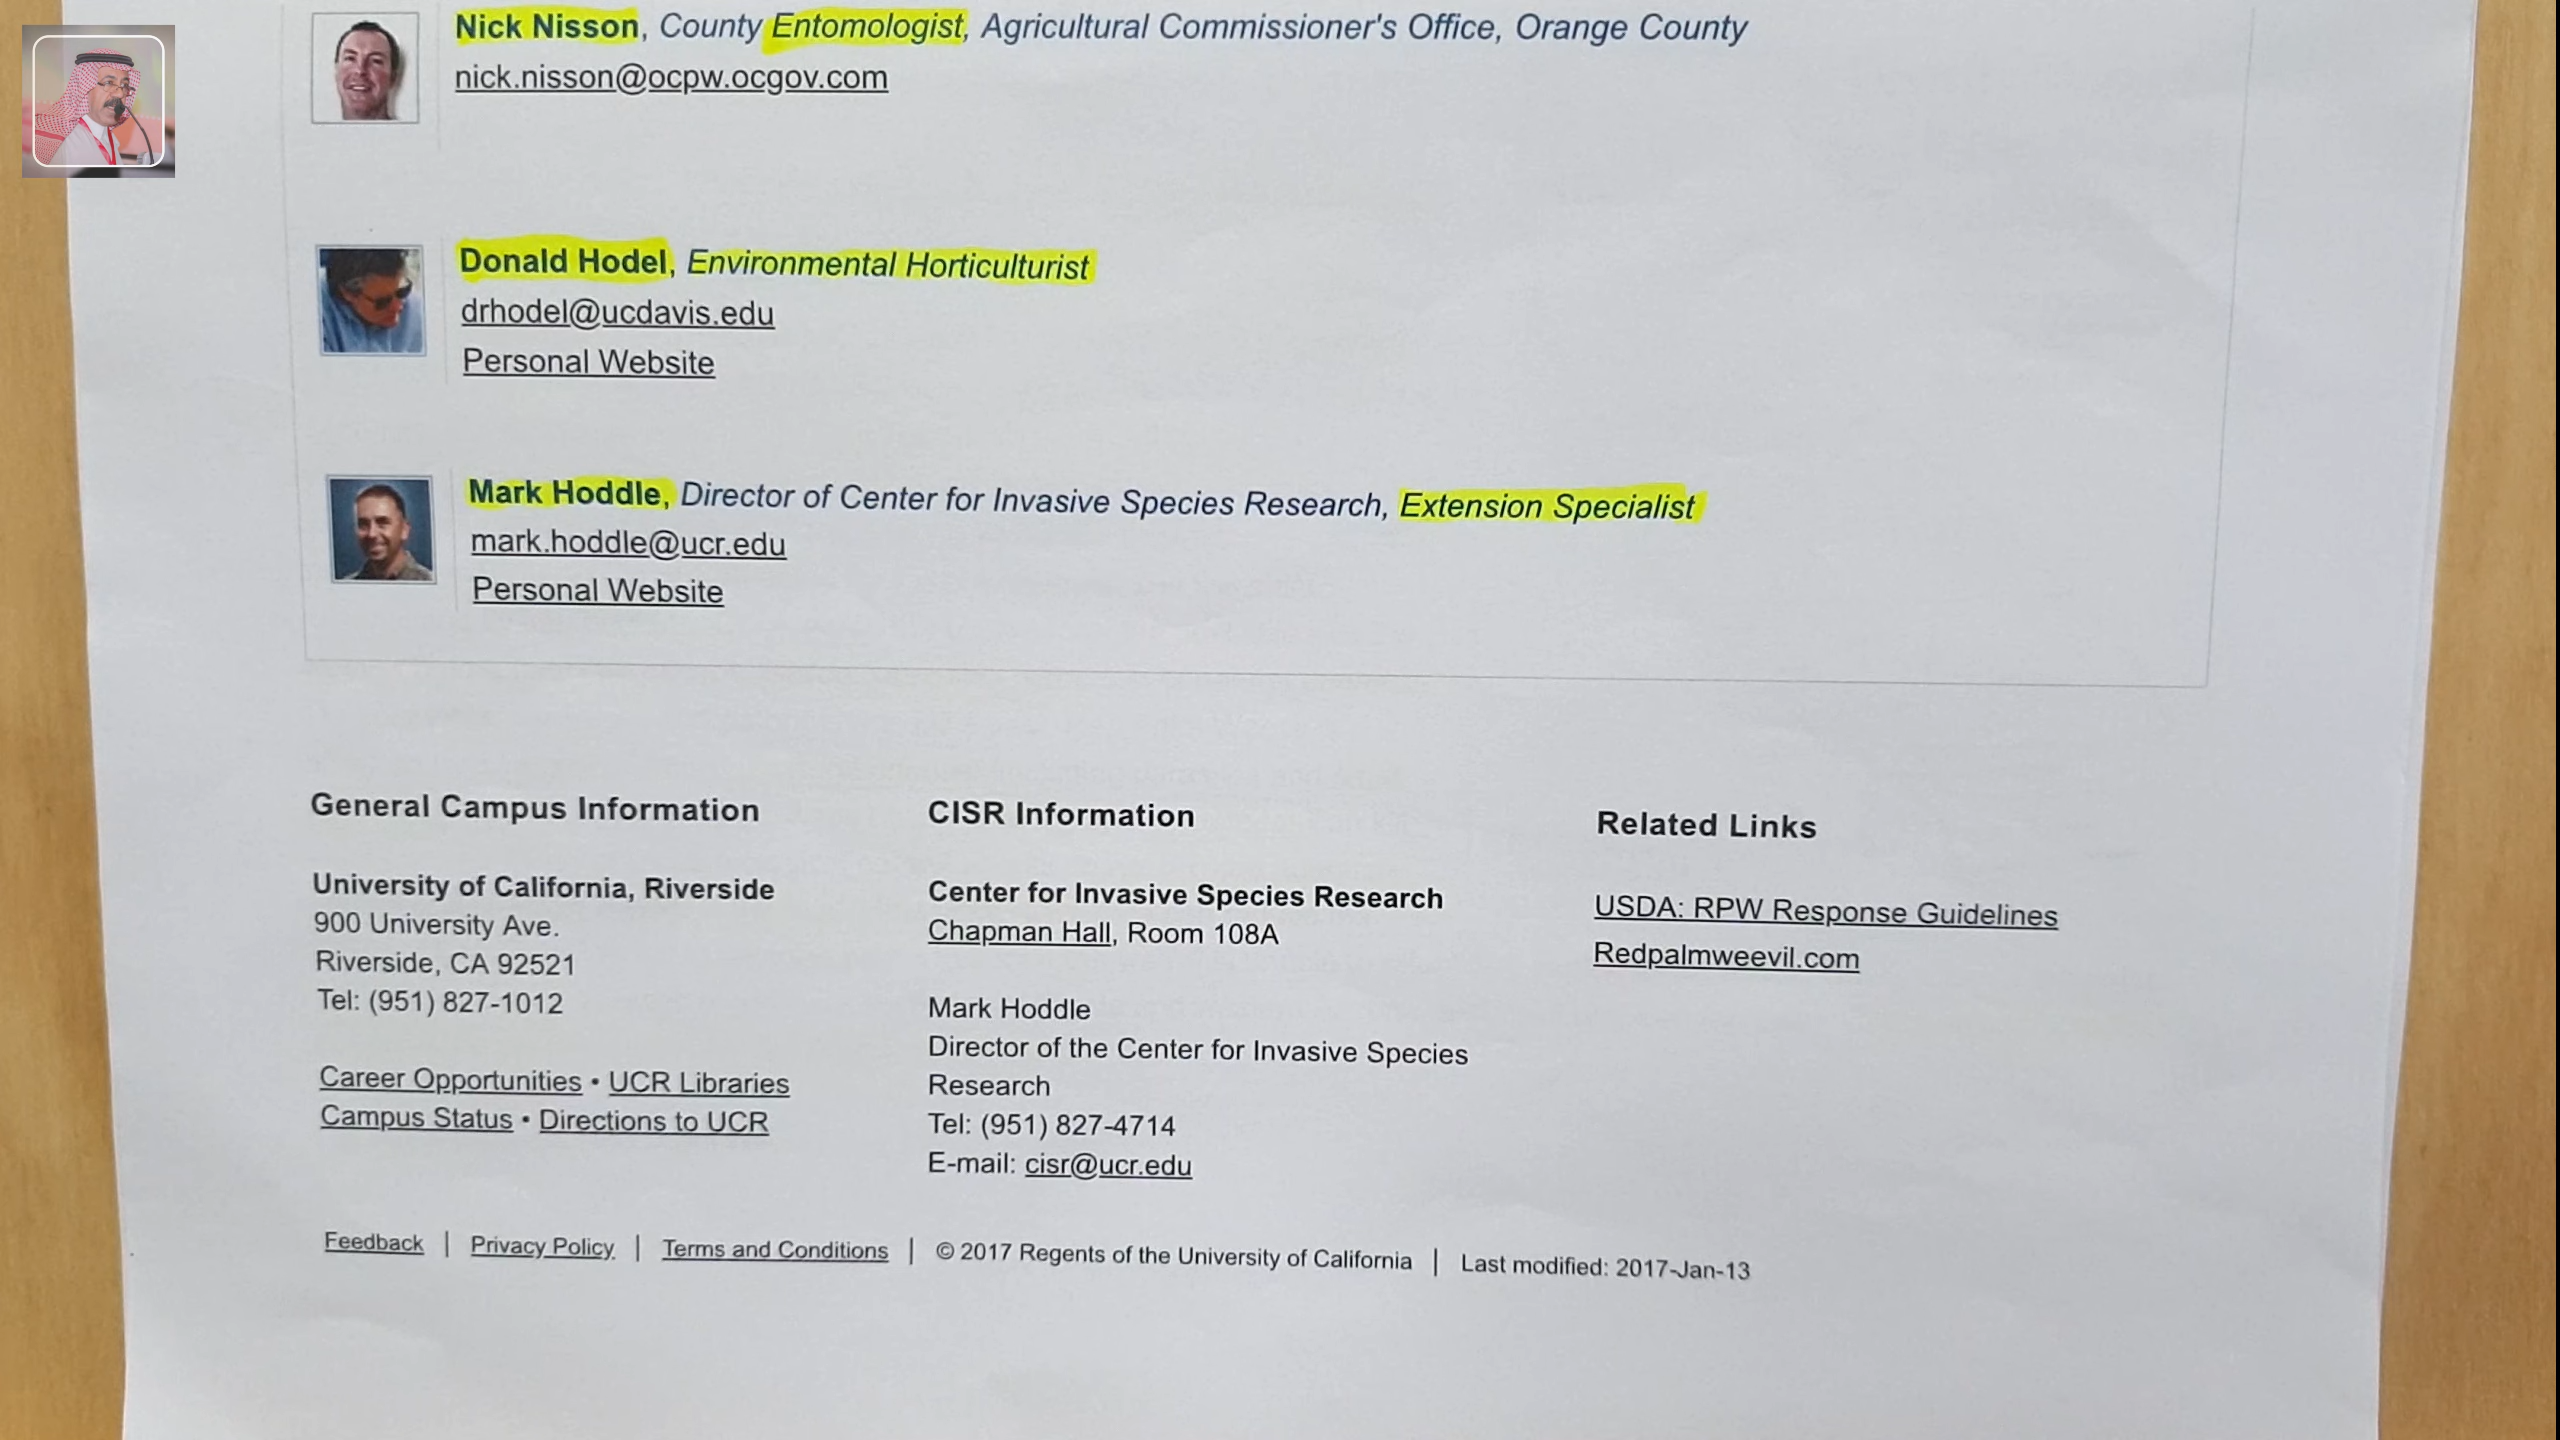 Nick Nisson, County Entomologist, Agricultural Commissioner's Office, Orange County
nick.nisson@ocpw.ocgov.com
Donald Hodel, Environmental Horticulturist
drhodel@ucdavis.edu
Personal Website
Mark Hoddle, Director of Center for Invasive Species Research, Extension Specialist
mark.hoddle@ucr.edu
Personal Website
General Campus Information
University of California, Riverside
900 University Ave.
Riverside, CA 92521
Tel: (951) 827-1012
Career Opportunities • UCR Libraries
Campus Status • Directions to UCR
CISR Information
Center for Invasive Species Research
Chapman Hall, Room 108A
Mark Hoddle
Director of the Center for Invasive Species
Research
Tel: (951) 827-4714
E-mail: cisr@ucr.edu
Related Links
USDA: RPW Response Guidelines
Redpalmweevil.com
Feedback | Privacy Policy | Terms and Conditions | © 2017 Regents of the University of California | Last modified: 2017-Jan-13